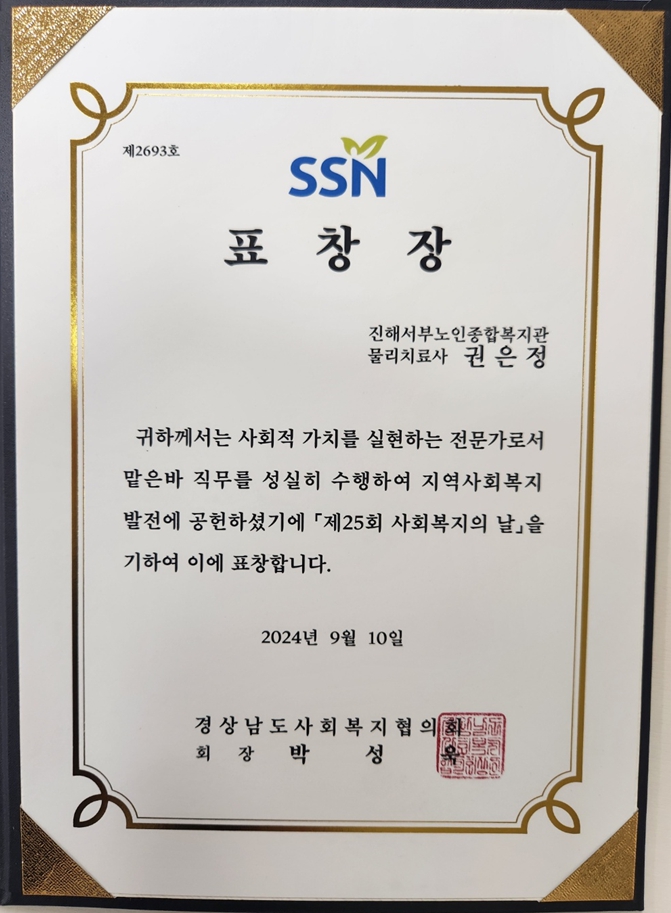 제2693호
SSN
표 창 장
진해서부노인종합복지관
물리치료사 권은정
귀하께서는 사회적 가치를 실현하는 전문가로서
맡은바 직무를 성실히 수행하여 지역사회복지
발전에 공헌하셨기에 「제25회 사회복지의 날」을
기하여 이에 표창합니다.
2024년 9월 10일
경상남도사회복지협의회
회 장 박 성 욱